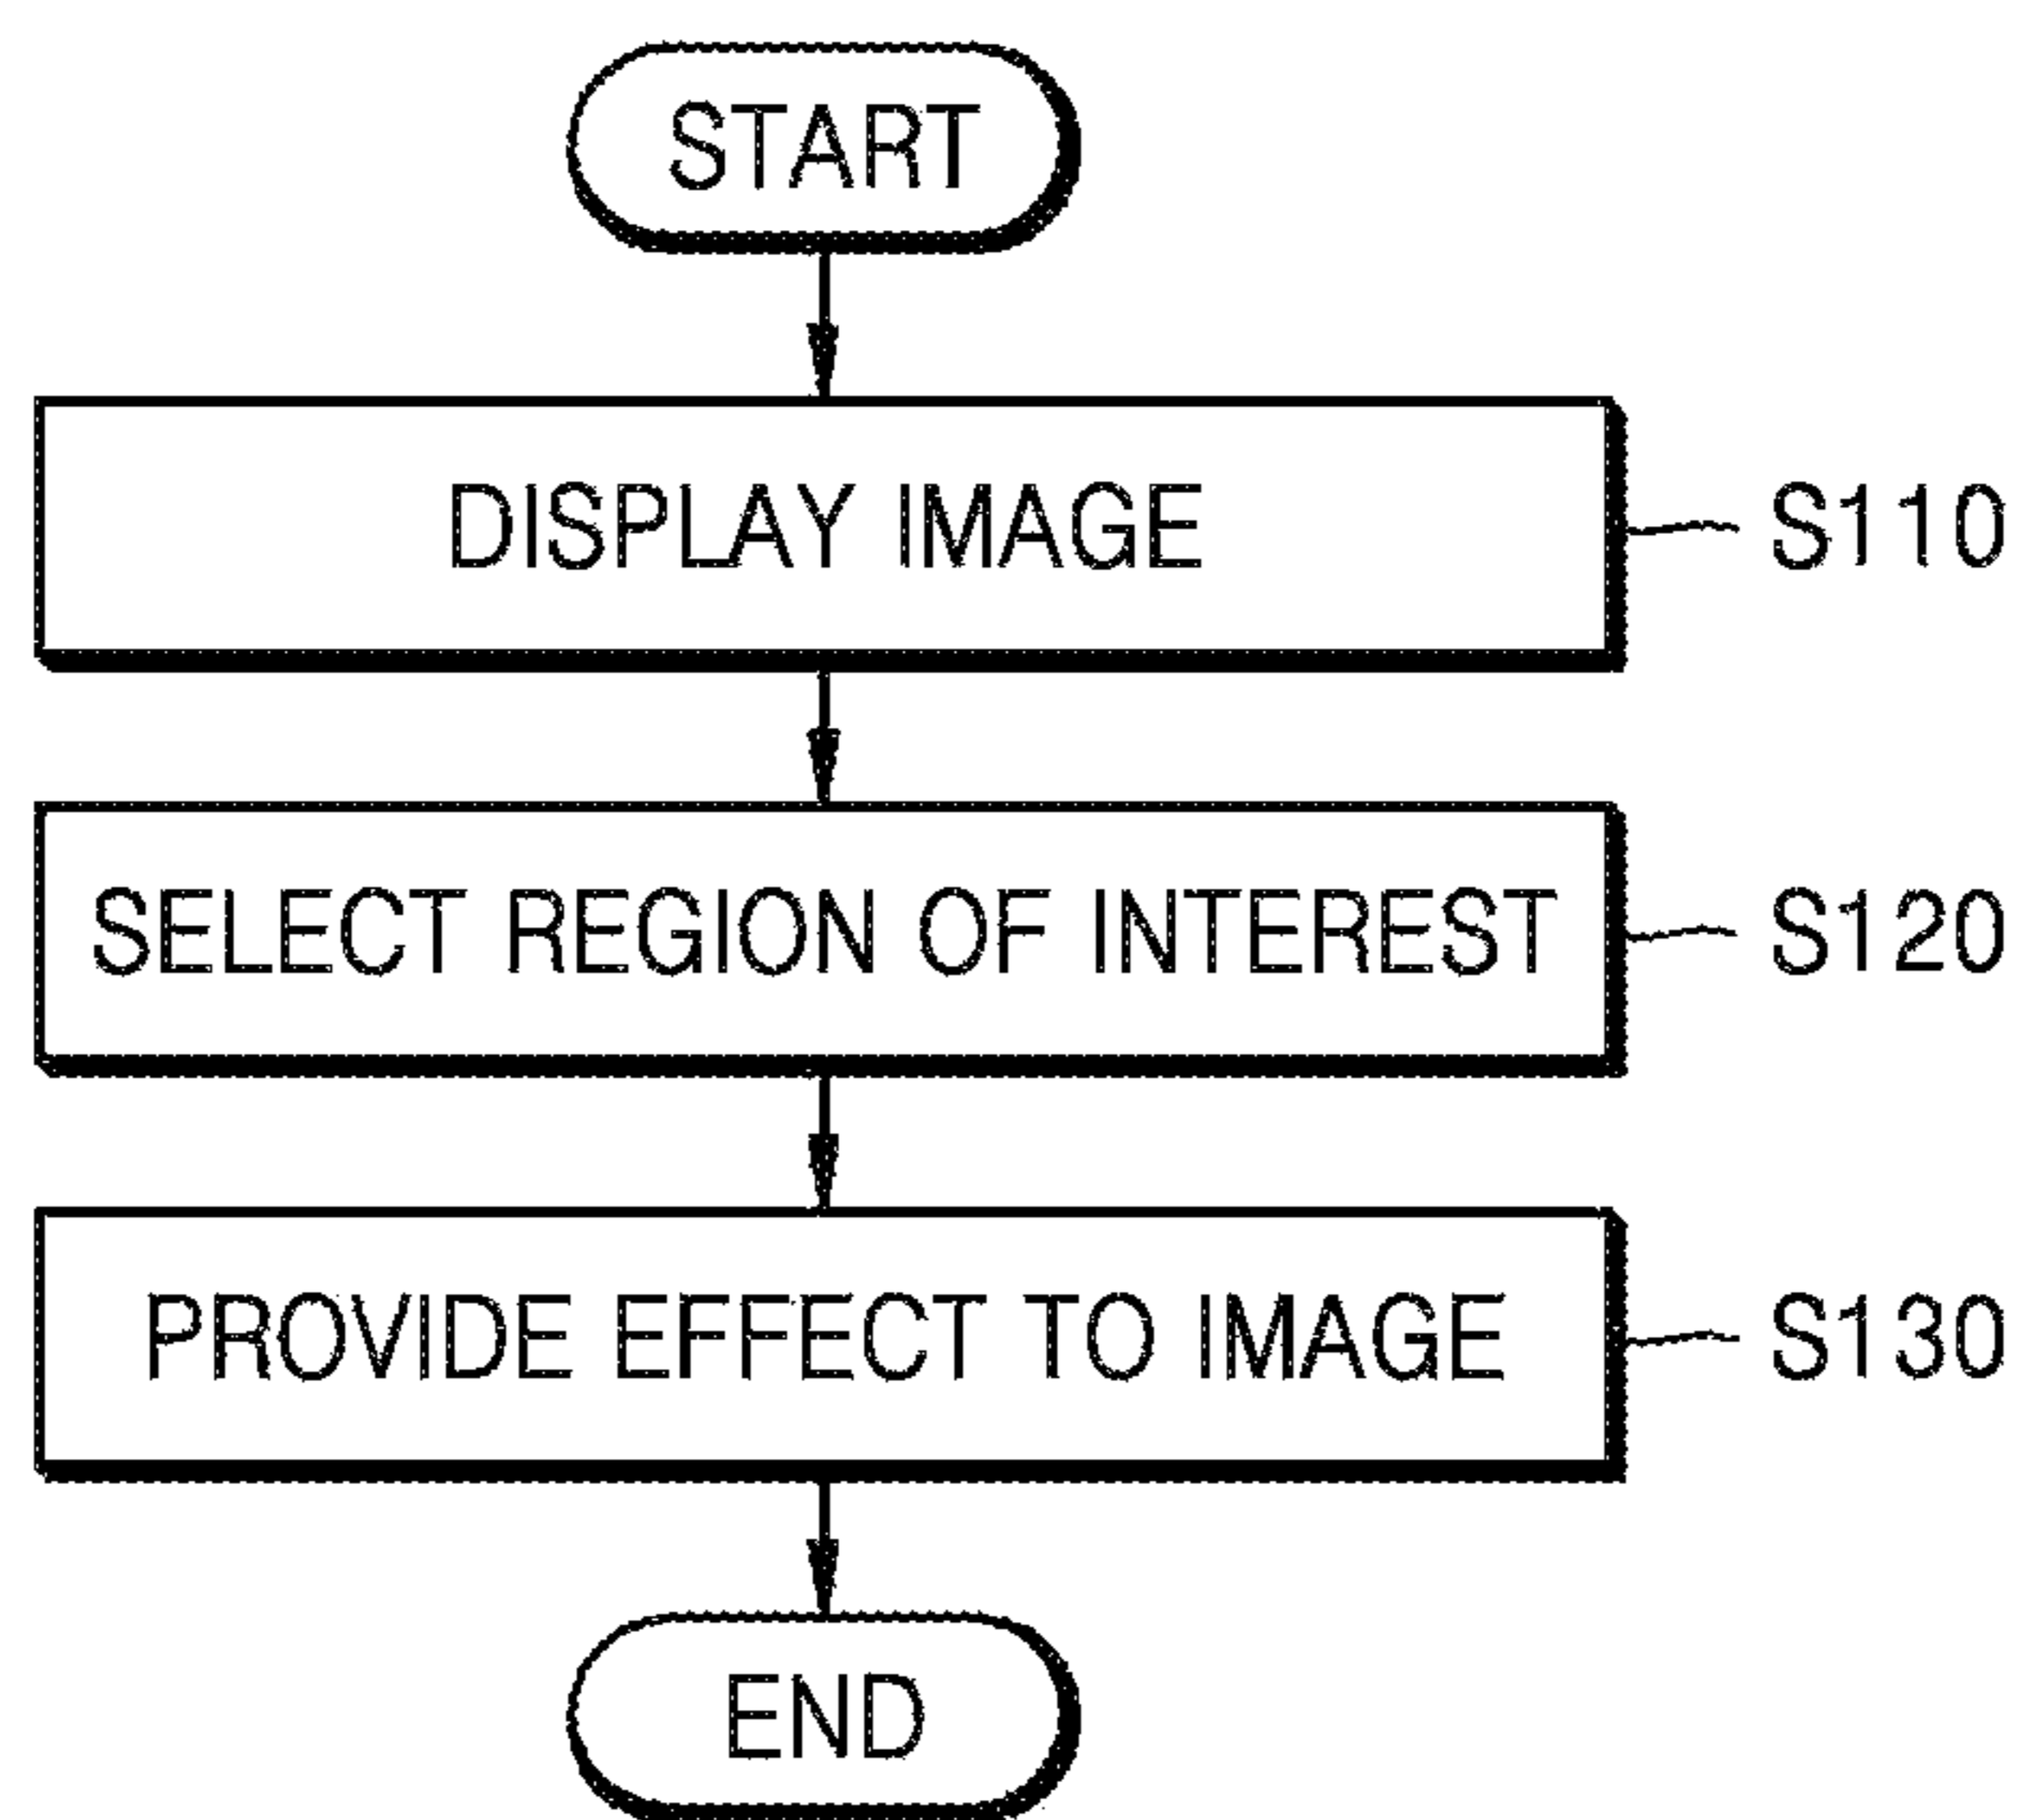 START
DISPLAY IMAGE S110
SELECT REGION OF INTEREST S120
PROVIDE EFFECT TO IMAGE S130
END